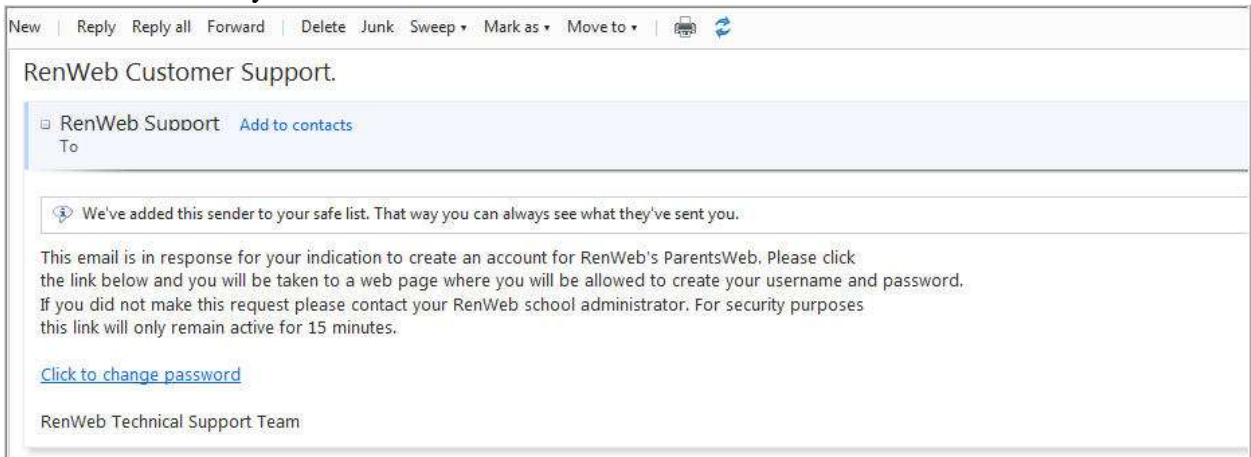 New | Reply Reply all Forward | Delete Junk Sweep Mark as Move to |
RenWeb Customer Support.
RenWeb Support Add to contacts
To
We've added this sender to your safe list. That way you can always see what they've sent you.
This email is in response for your indication to create an account for RenWeb's ParentsWeb. Please click
the link below and you will be taken to a web page where you will be allowed to create your username and password.
If you did not make this request please contact your RenWeb school administrator. For security purposes
this link will only remain active for 15 minutes.
Click to change password
RenWeb Technical Support Team